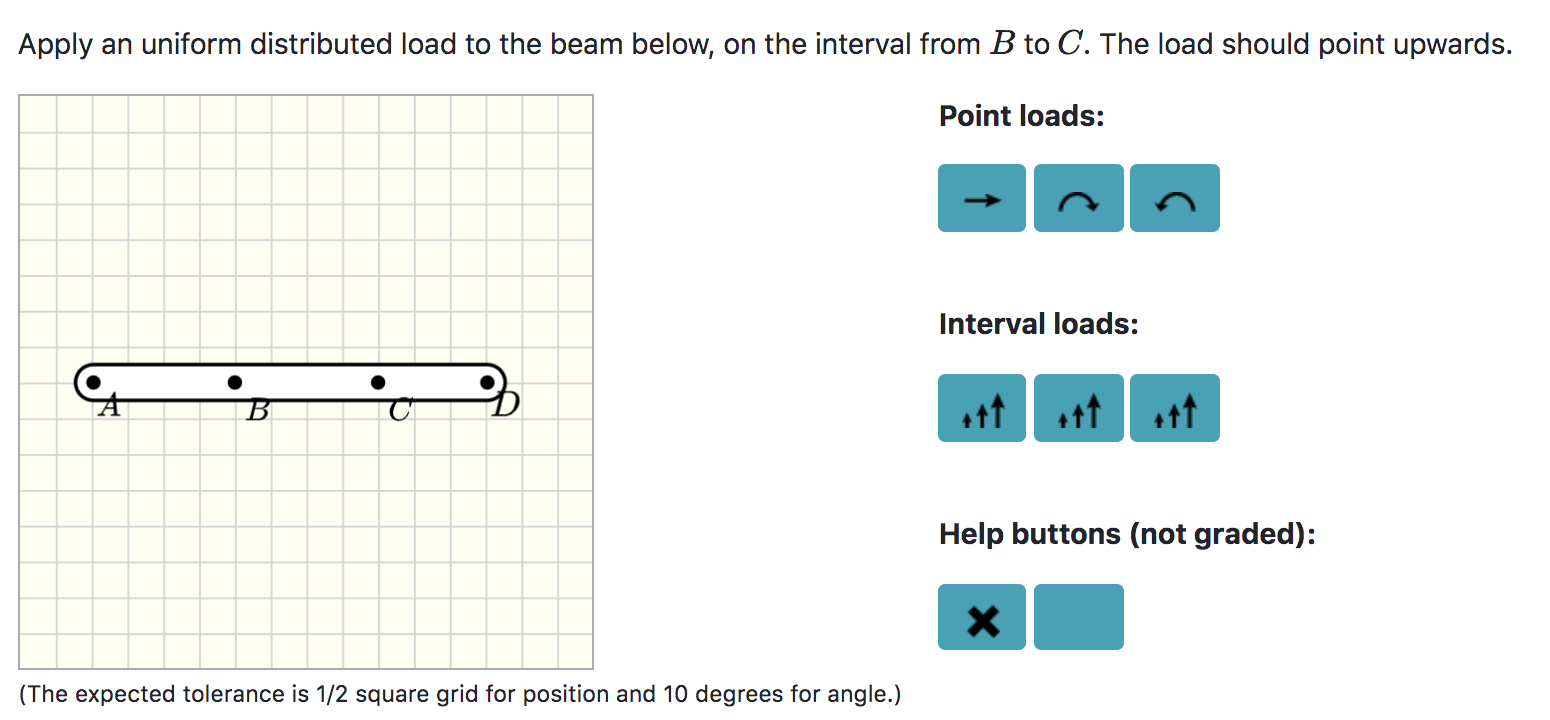 Apply an uniform distributed load to the beam below, on the interval from B to C. The load should point upwards.
Point loads:
Interval loads:
A B C D
Help buttons (not graded):
(The expected tolerance is 1/2 square grid for position and 10 degrees for angle.)